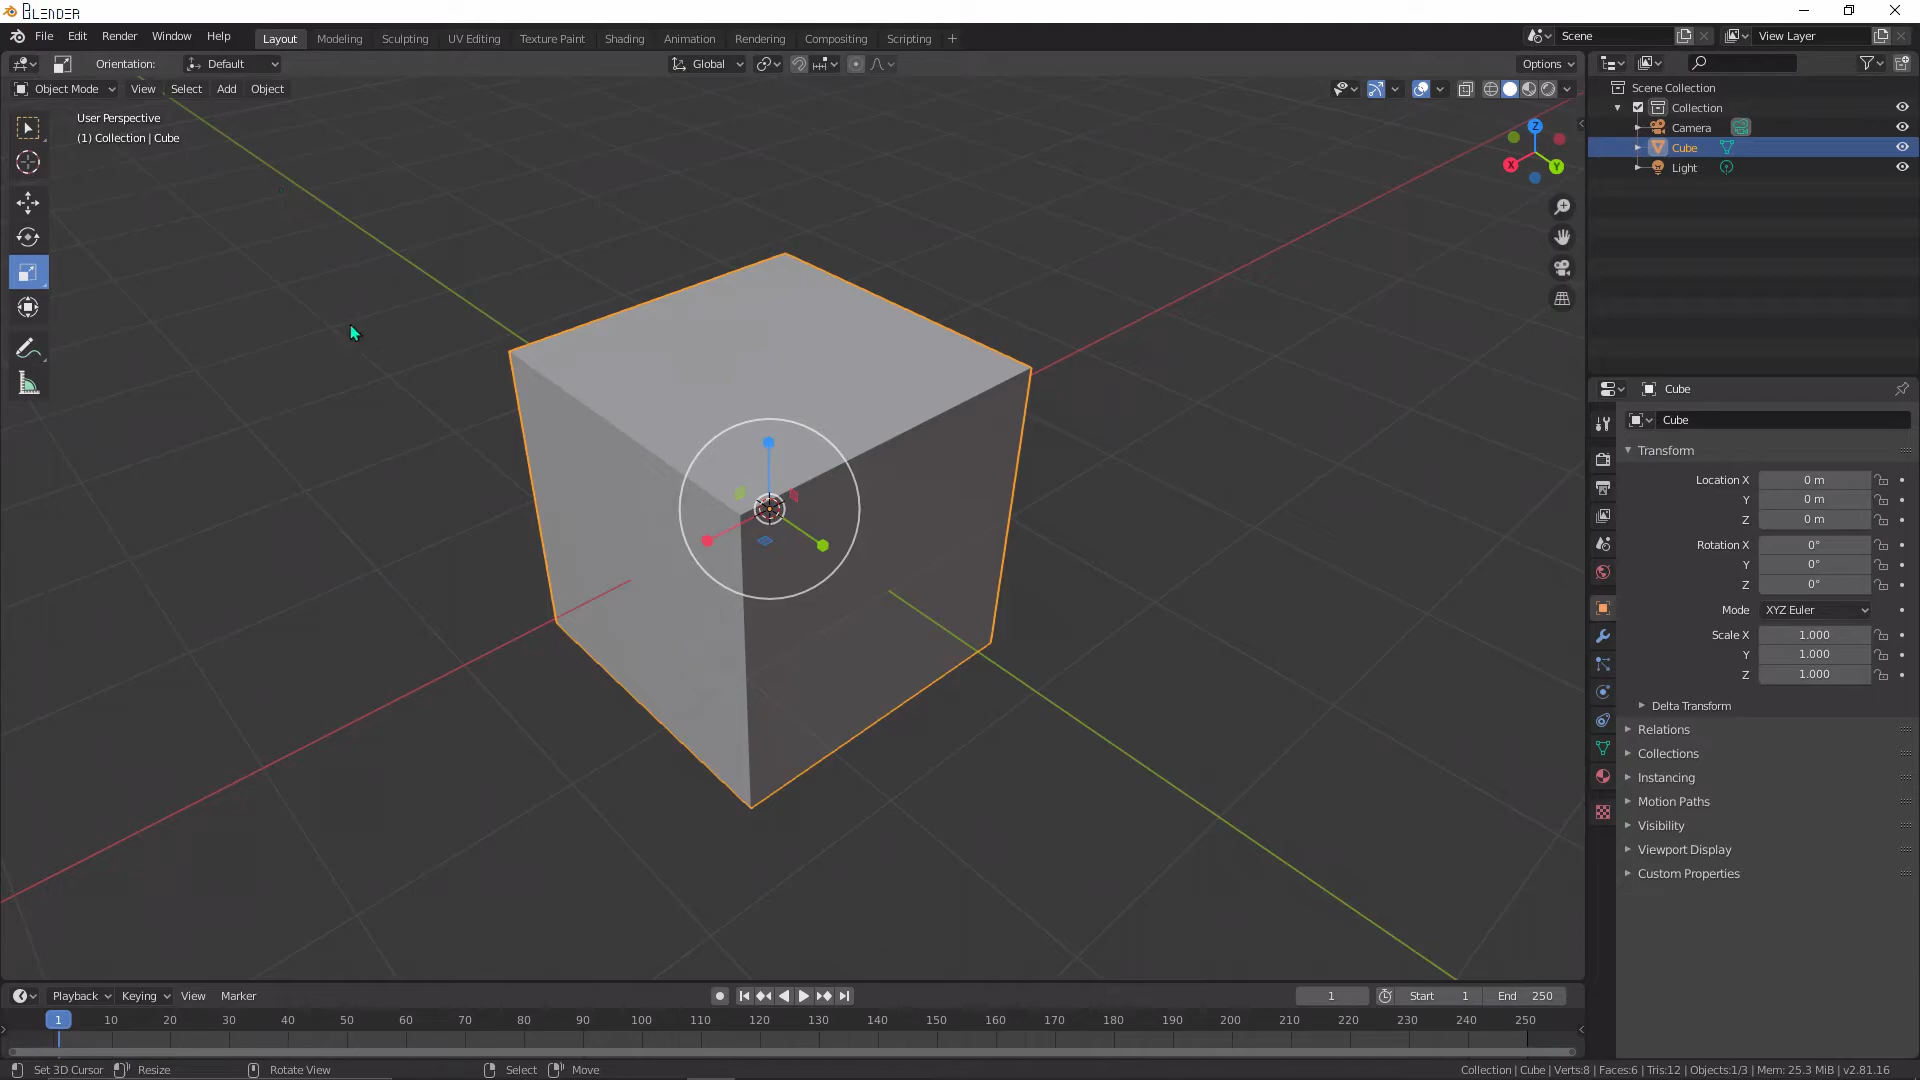 BLENDER
File Edit Render Window Help Layout Modeling Sculpting UV Editing Texture Paint Shading Animation Rendering Compositing Scripting + Scene View Layer
Orientation: Default Global Options
Object Mode View Select Add Object
User Perspective
(1) Collection | Cube
Z
X
Y
Scene Collection
Collection
Camera
Cube
Light
Cube
Cube
Transform
Location X 0 m
Y 0 m
Z 0 m
Rotation X 0°
Y 0°
Z 0°
Mode XYZ Euler
Scale X 1.000
Y 1.000
Z 1.000
Delta Transform
Relations
Collections
Instancing
Motion Paths
Visibility
Viewport Display
Custom Properties
Playback Keying View Marker 1 Start 1 End 250
1 10 20 30 40 50 60 70 80 90 100 110 120 130 140 150 160 170 180 190 200 210 220 230 240 250
Set 3D Cursor Resize Rotate View Select Move Collection | Cube | Verts:8 | Faces:6 | Tris:12 | Objects:1/3 | Mem: 25.3 MiB | v2.81.16